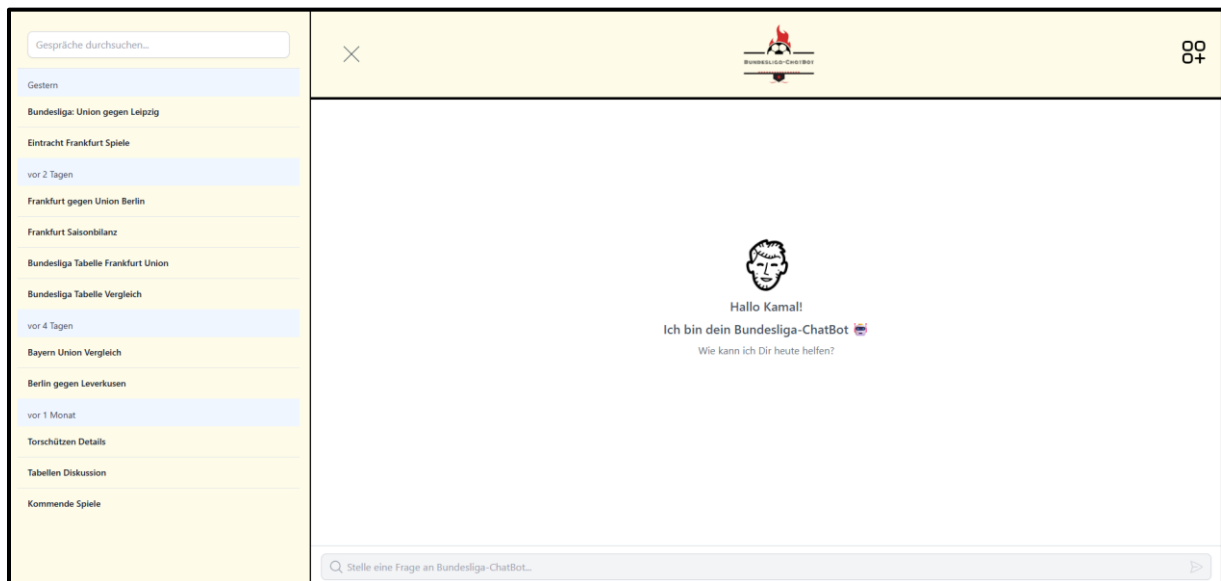 Gespräche durchsuchen...
Gestern
Bundesliga: Union gegen Leipzig
Eintracht Frankfurt Spiele
vor 2 Tagen
Frankfurt gegen Union Berlin
Frankfurt Saisonbilanz
Bundesliga Tabelle Frankfurt Union
Bundesliga Tabelle Vergleich
vor 4 Tagen
Bayern Union Vergleich
Berlin gegen Leverkusen
vor 1 Monat
Torschützen Details
Tabellen Diskussion
Kommende Spiele
Bundesliga-ChatBot
Hallo Kamal!
Ich bin dein Bundesliga-ChatBot
Wie kann ich Dir heute helfen?
Stelle eine Frage an Bundesliga-ChatBot...